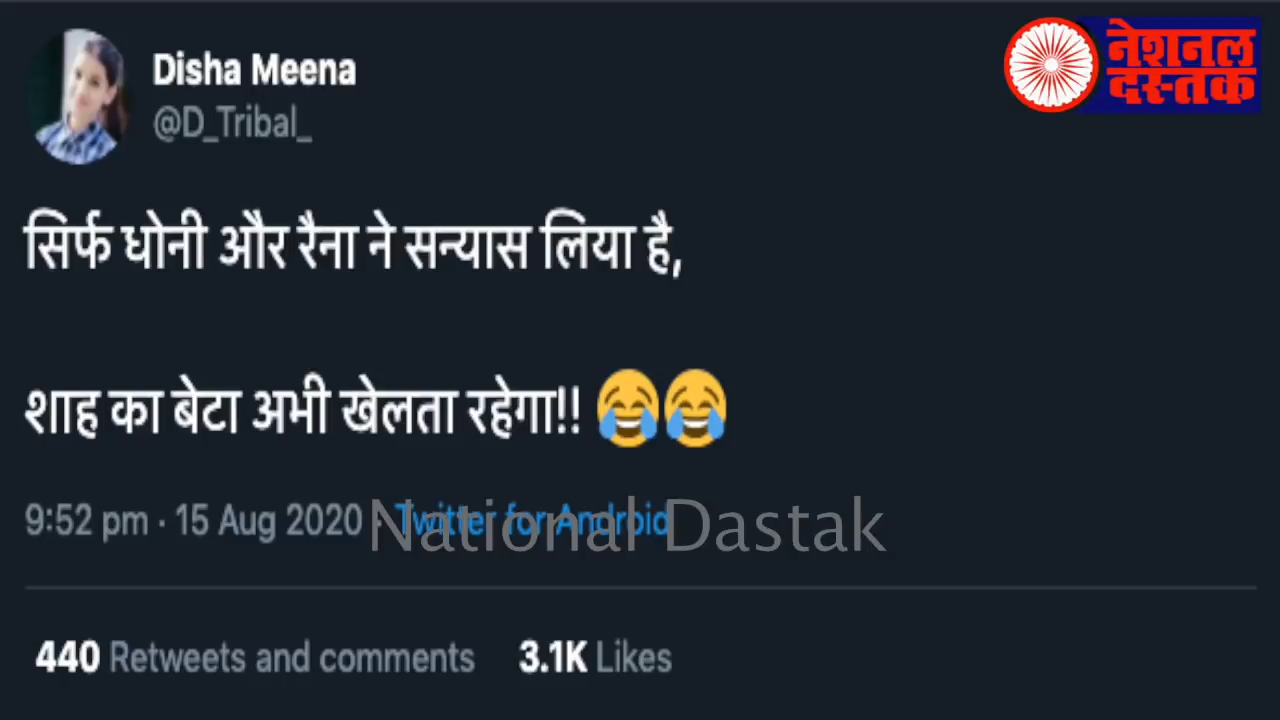 Disha Meena
@D_Tribal_
नेशनल
दस्तक
सिर्फ धोनी और रैना ने सन्यास लिया है,
शाह का बेटा अभी खेलता रहेगा!! 😂😂
9:52 pm · 15 Aug 2020 · Twitter for Android
National Dastak
440 Retweets and comments 3.1K Likes